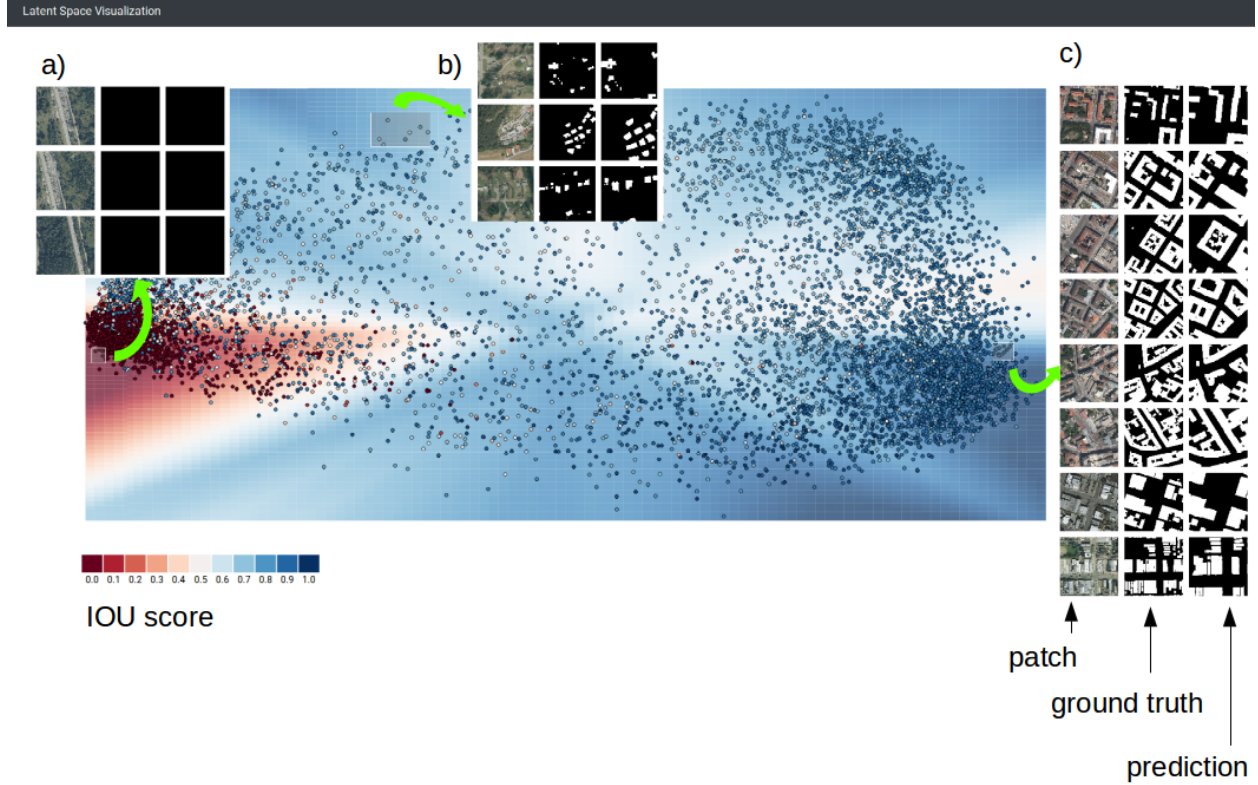 Latent Space Visualization
a)
b)
c)
0.0 0.1 0.2 0.3 0.4 0.5 0.6 0.7 0.8 0.9 1.0
IOU score
patch
ground truth
prediction